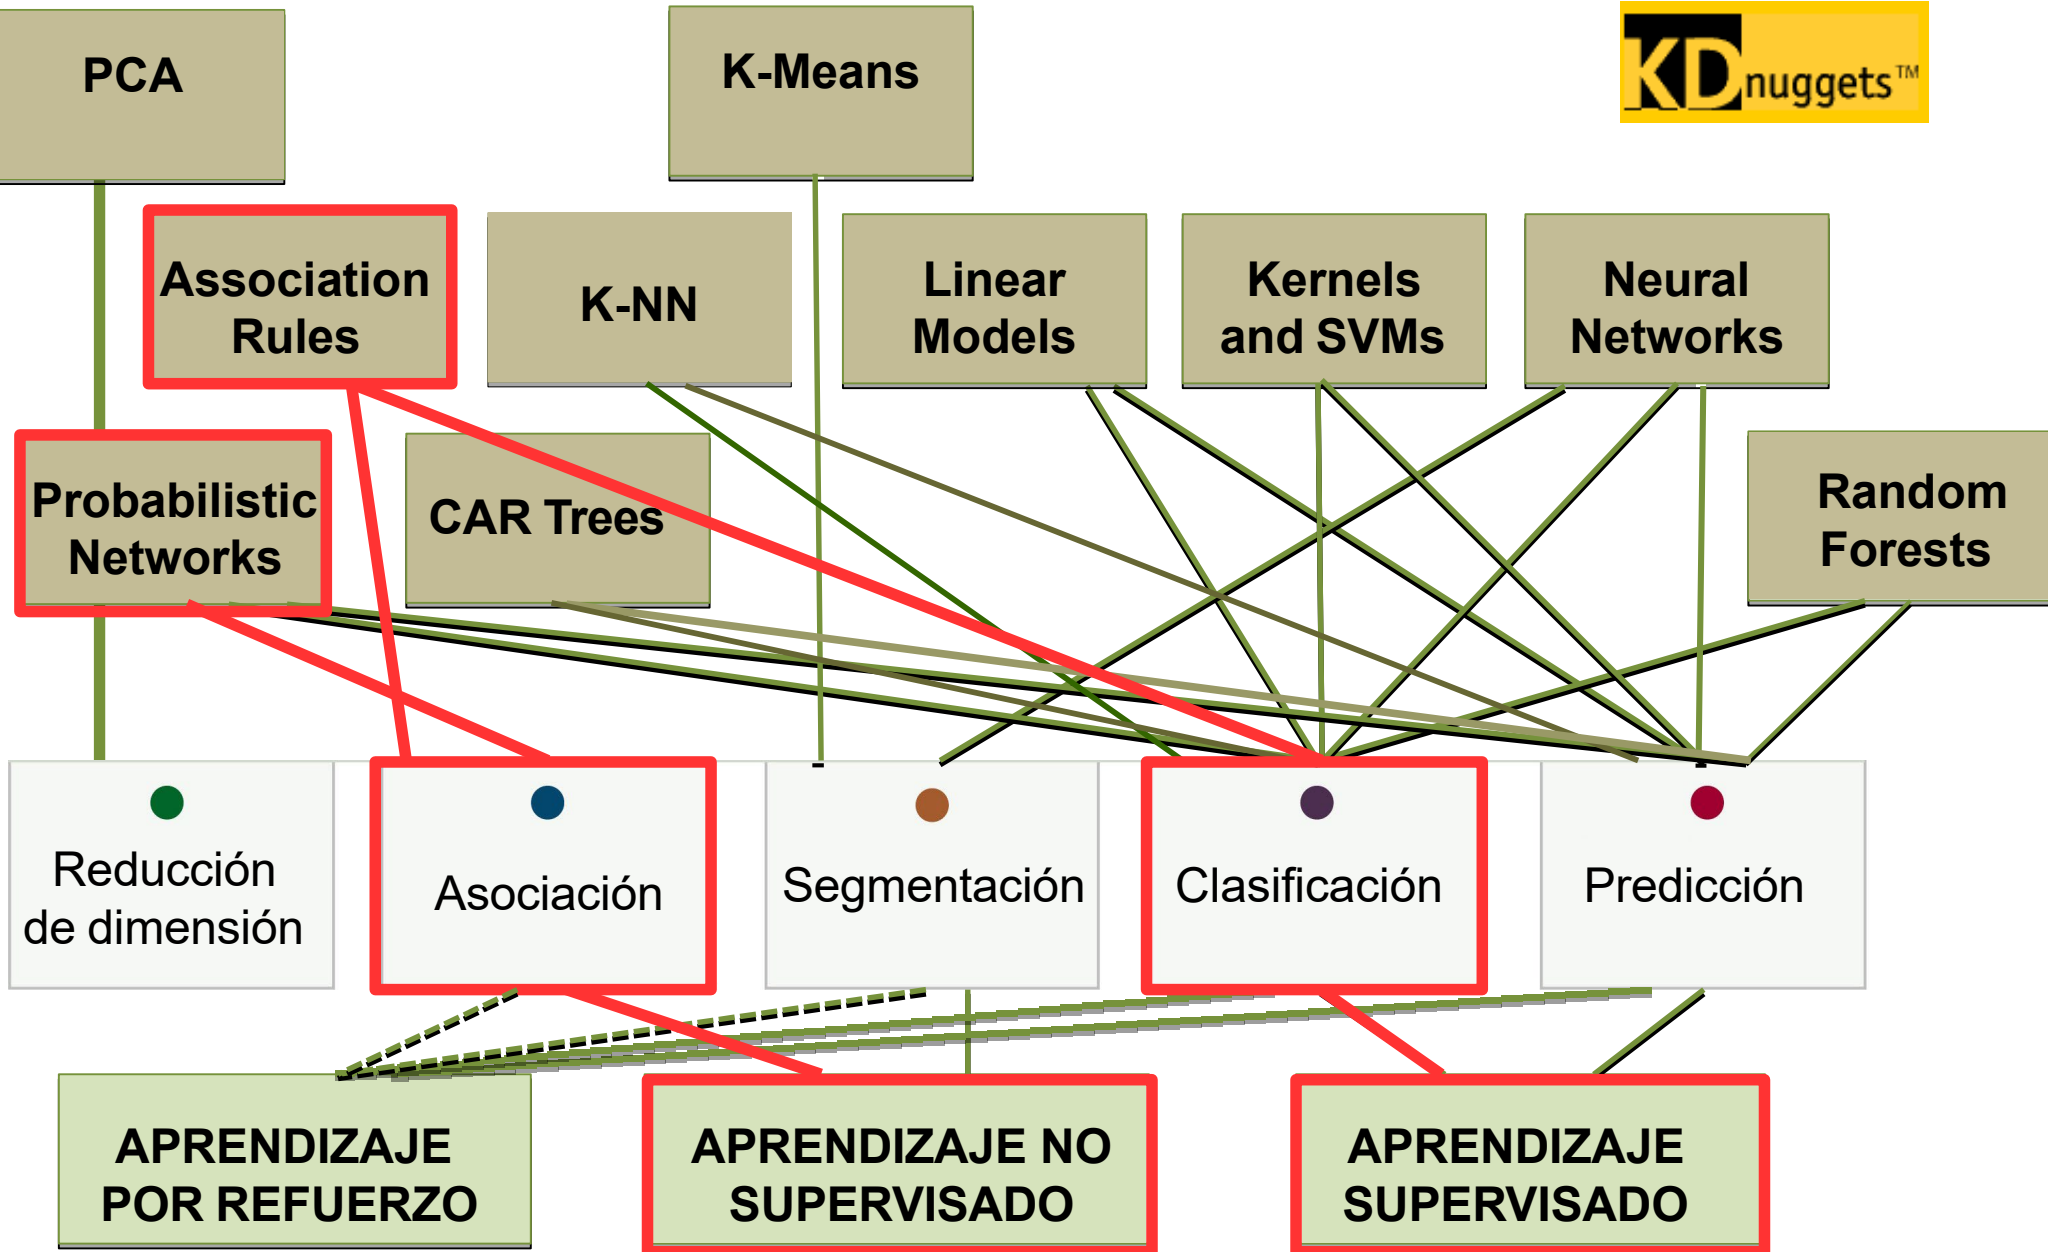 PCA
K-Means
KDnuggets™
Association
Rules
K-NN
Linear
Models
Kernels
and SVMs
Neural
Networks
Probabilistic
Networks
CAR Trees
Random
Forests
Reducción
de dimensión
Asociación
Segmentación
Clasificación
Predicción
APRENDIZAJE
POR REFUERZO
APRENDIZAJE NO
SUPERVISADO
APRENDIZAJE
SUPERVISADO